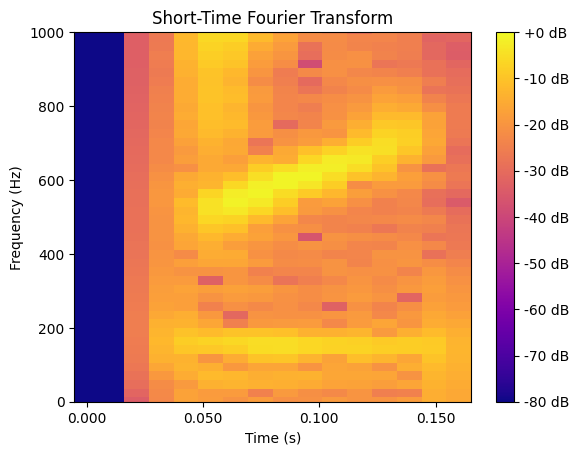 Short-Time Fourier Transform
1000
800
600
400
200
0
Frequency (Hz)
0.000
0.050
0.100
0.150
Time (s)
+0 dB
-10 dB
-20 dB
-30 dB
-40 dB
-50 dB
-60 dB
-70 dB
-80 dB